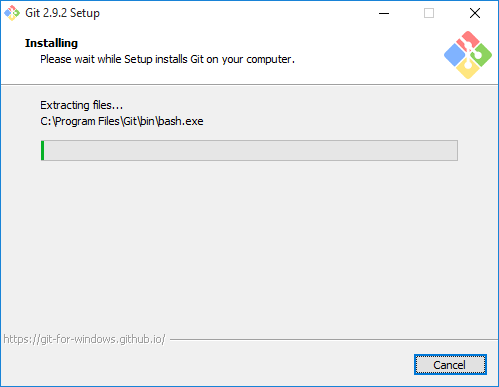 Git 2.9.2 Setup
Installing
Please wait while Setup installs Git on your computer.
Extracting files...
C:\Program Files\Git\bin\bash.exe
https://git-for-windows.github.io/
Cancel